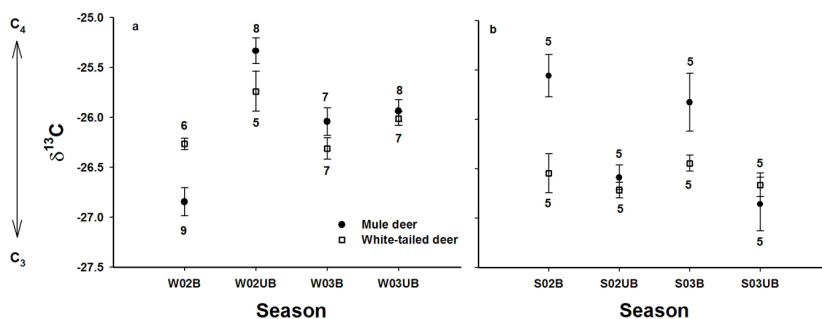 C4
C3
δ13C
-25.0
-25.5
-26.0
-26.5
-27.0
-27.5
a
6
9
8
5
7
7
8
7
Mule deer
White-tailed deer
W02B W02UB W03B W03UB
Season
b
5
5
5
5
5
5
5
5
S02B S02UB S03B S03UB
Season